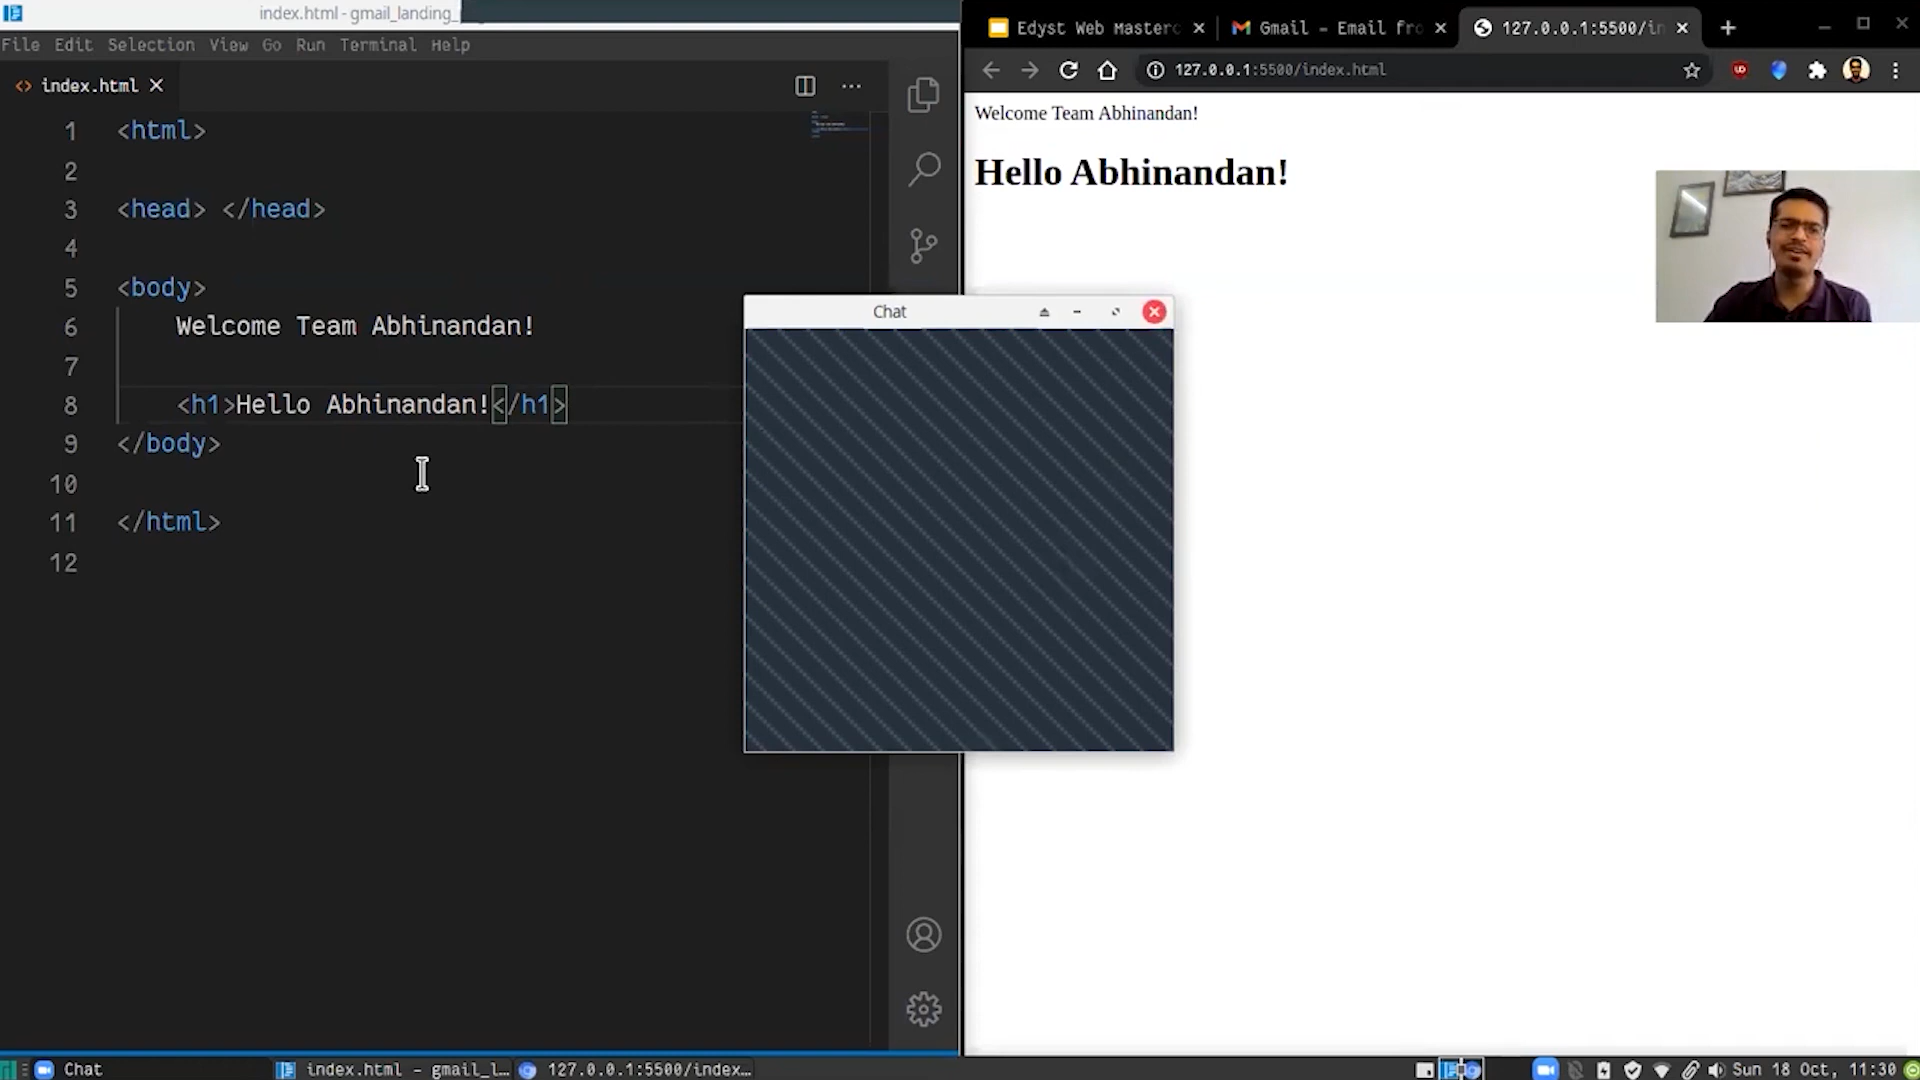 index.html - gmail_landing_
File Edit Selection View Go Run Terminal Help
index.html
1 <html>
2
3 <head> </head>
4
5 <body>
6 Welcome Team Abhinandan!
7
8 <h1>Hello Abhinandan!</h1>
9 </body>
10
11 </html>
12
Edyst Web Masterc
Gmail – Email fro
127.0.0.1:5500/in
127.0.0.1:5500/index.html
Welcome Team Abhinandan!
Hello Abhinandan!
Chat
Chat
index.html - gmail_l…
127.0.0.1:5500/index…
Sun 18 Oct, 11:30